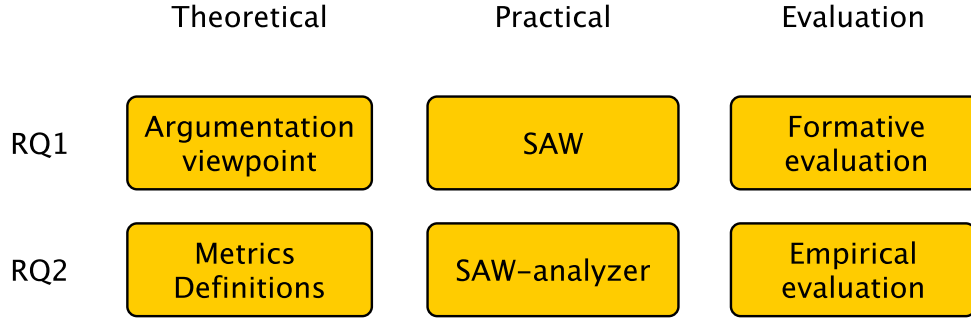 Theoretical Practical Evaluation
RQ1
Argumentation
viewpoint
SAW
Formative
evaluation
RQ2
Metrics
Definitions
SAW-analyzer
Empirical
evaluation